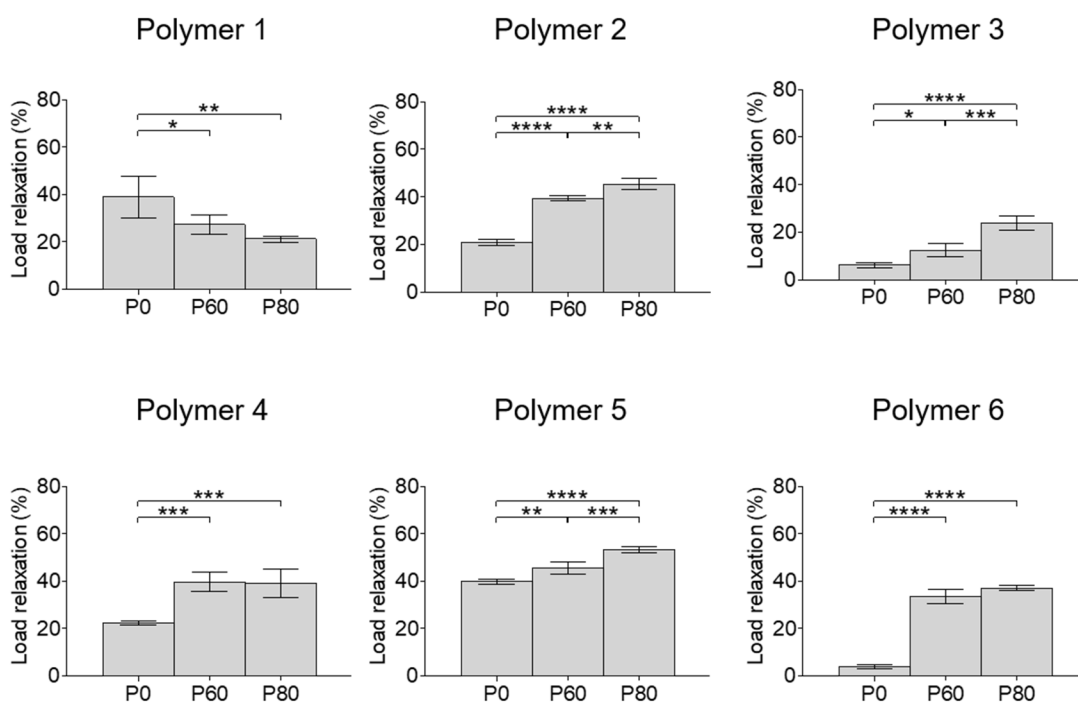 Polymer 1
Load relaxation (%)
80
60
40
20
0
**
*
P0 P60 P80
Polymer 2
Load relaxation (%)
80
60
40
20
0
****
**** **
P0 P60 P80
Polymer 3
Load relaxation (%)
80
60
40
20
0
****
* ***
P0 P60 P80
Polymer 4
Load relaxation (%)
80
60
40
20
0
***
***
P0 P60 P80
Polymer 5
Load relaxation (%)
80
60
40
20
0
****
** ***
P0 P60 P80
Polymer 6
Load relaxation (%)
80
60
40
20
0
****
****
P0 P60 P80